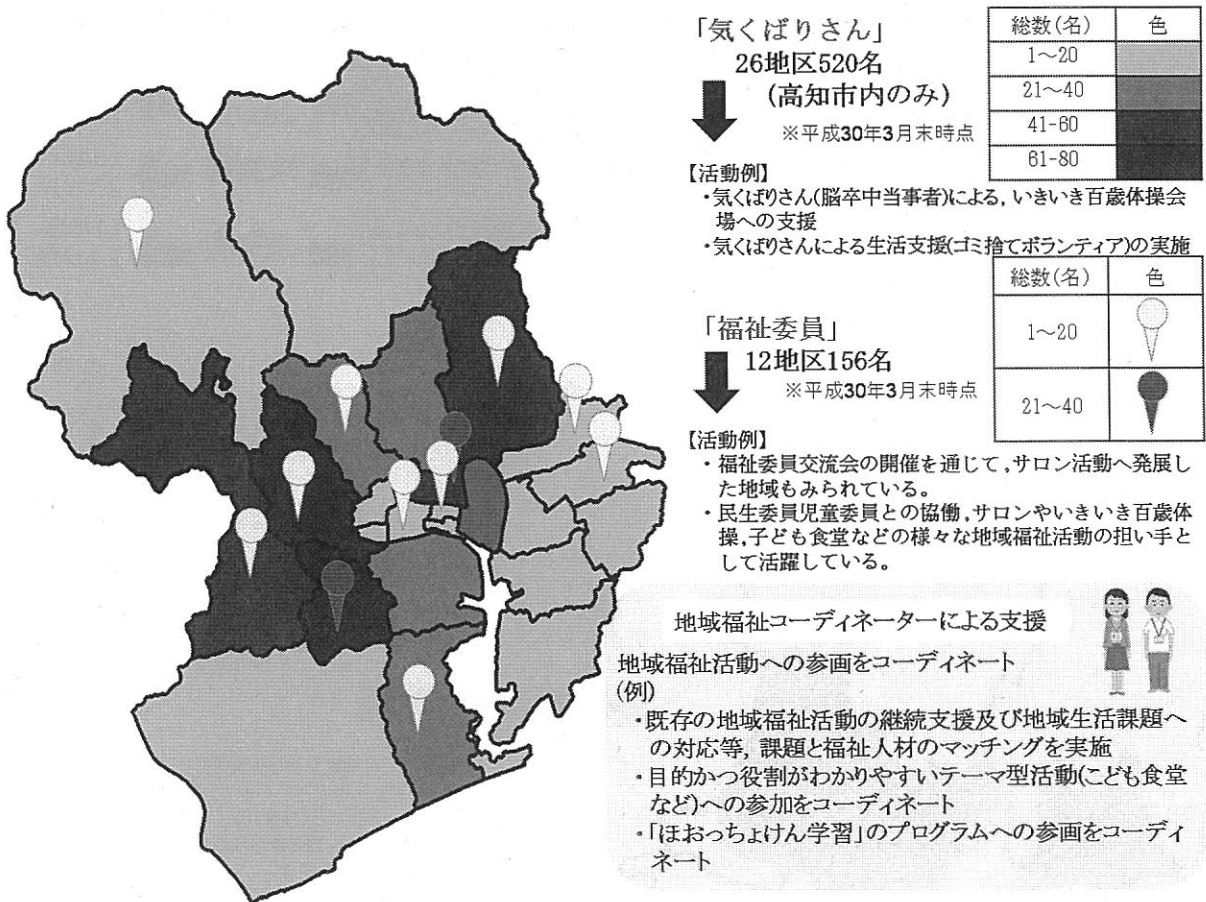 「気くばりさん」
26地区520名
(高知市内のみ)
※平成30年3月末時点
総数(名) 色
1～20
21～40
41-60
61-80
【活動例】
・気くばりさん(脳卒中当事者)による,いきいき百歳体操会
場への支援
・気くばりさんによる生活支援(ゴミ捨てボランティア)の実施
「福祉委員」
12地区156名
※平成30年3月末時点
総数(名) 色
1～20
21～40
【活動例】
・福祉委員交流会の開催を通じて,サロン活動へ発展し
た地域もみられている。
・民生委員児童委員との協働,サロンやいきいき百歳体
操,子ども食堂などの様々な地域福祉活動の担い手と
して活躍している。
地域福祉コーディネーターによる支援
地域福祉活動への参画をコーディネート
(例)
・既存の地域福祉活動の継続支援及び地域生活課題へ
の対応等,課題と福祉人材のマッチングを実施
・目的かつ役割がわかりやすいテーマ型活動(こども食堂
など)への参加をコーディネート
・「ほおっちょけん学習」のプログラムへの参画をコーディ
ネート